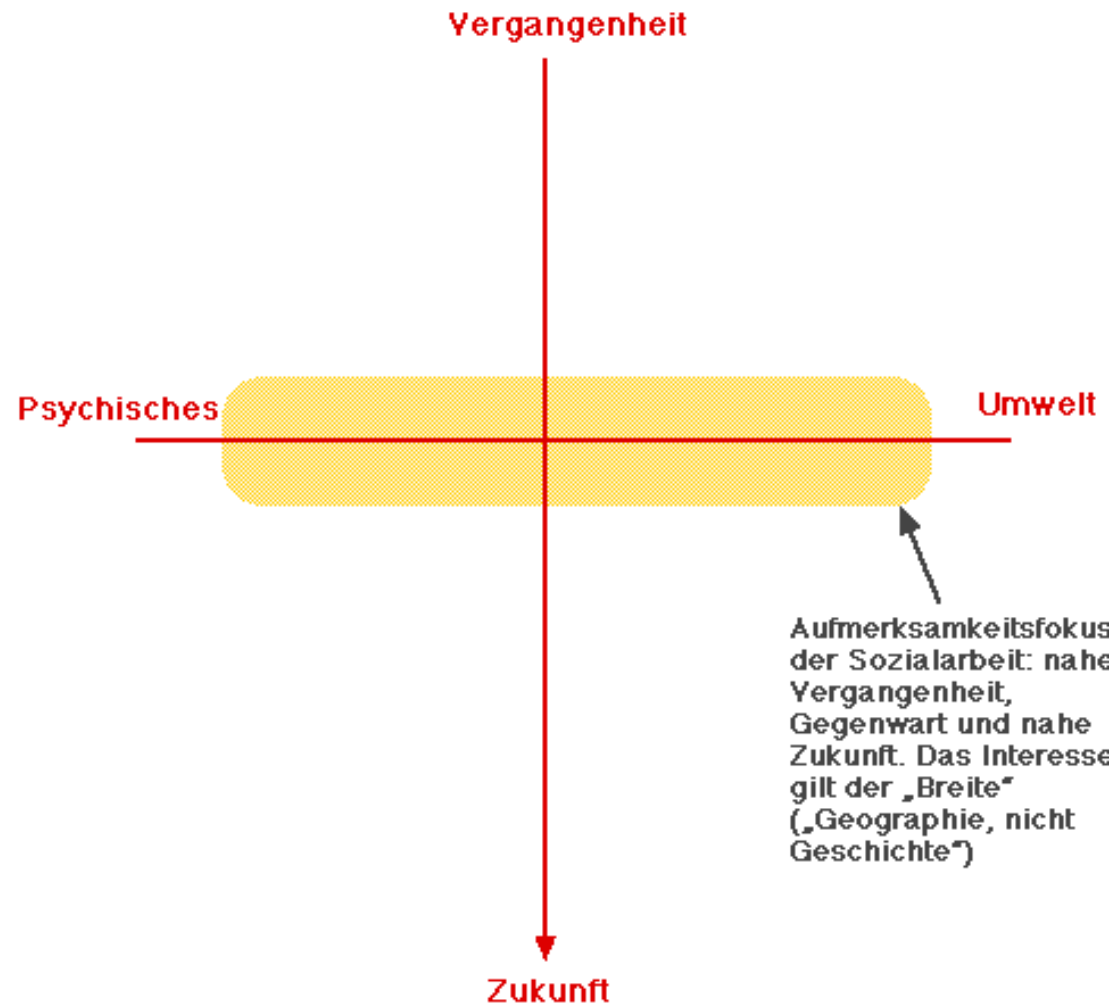 Vergangenheit
Psychisches
Umwelt
Aufmerksamkeitsfokus
der Sozialarbeit: nahe
Vergangenheit,
Gegenwart und nahe
Zukunft. Das Interesse
gilt der „Breite“
(„Geographie, nicht
Geschichte“)
Zukunft